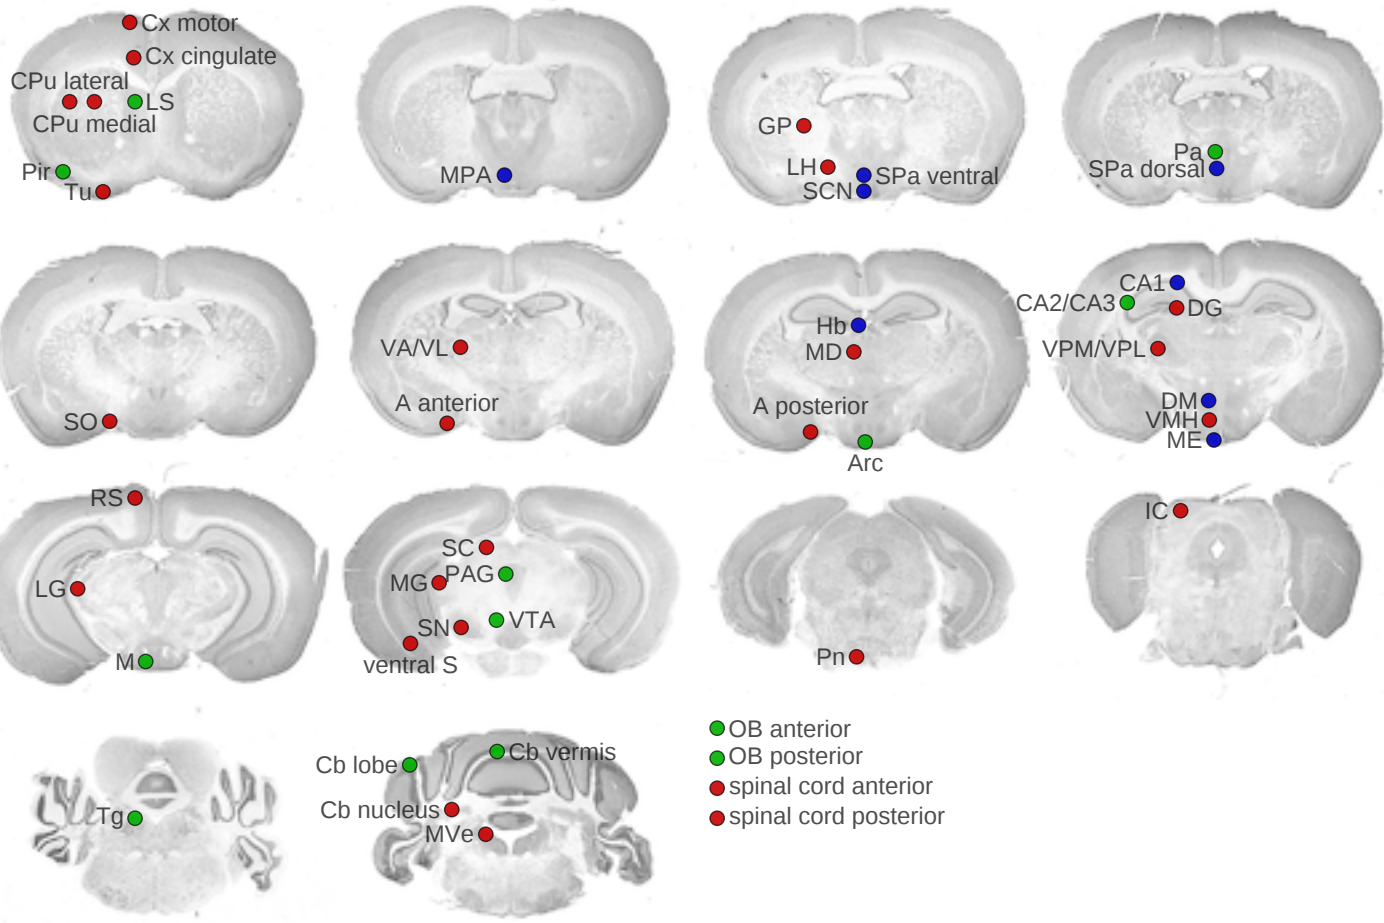 Cx motor
Cx cingulate
CPu lateral
LS
CPu medial
Pir
Tu
MPA
GP
LH
SPa ventral
SCN
Pa
SPa dorsal
SO
VA/VL
A anterior
Hb
MD
A posterior
Arc
CA1
CA2/CA3
DG
VPM/VPL
DM
VMH
ME
RS
LG
M
SC
MG
PAG
SN
VTA
ventral S
Pn
IC
Tg
Cb lobe
Cb vermis
Cb nucleus
MVe
OB anterior
OB posterior
spinal cord anterior
spinal cord posterior